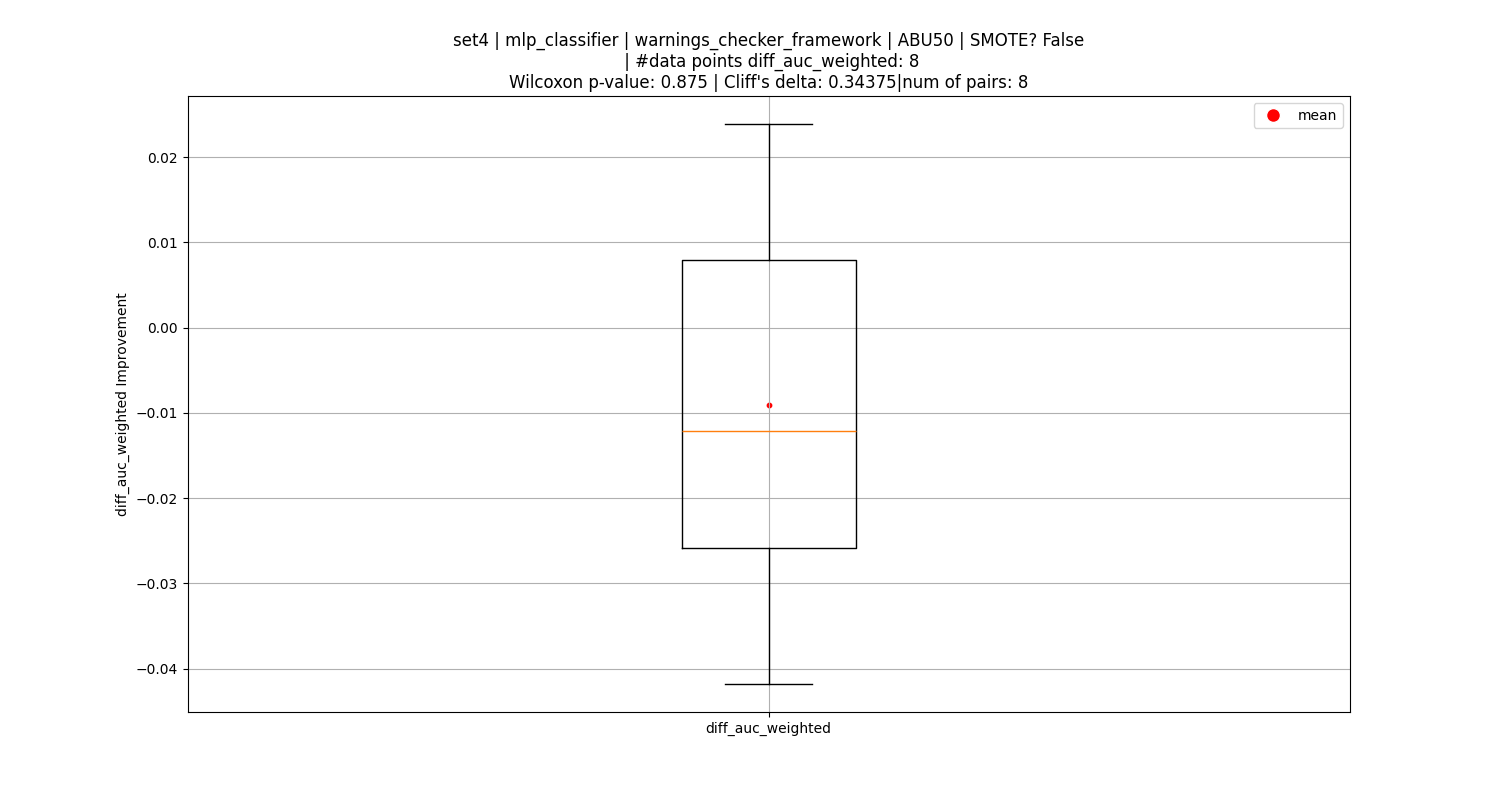 set4 | mlp_classifier | warnings_checker_framework | ABU50 | SMOTE? False
| #data points diff_auc_weighted: 8
Wilcoxon p-value: 0.875 | Cliff's delta: 0.34375|num of pairs: 8
mean
0.02
0.01
0.00
−0.01
−0.02
−0.03
−0.04
diff_auc_weighted Improvement
diff_auc_weighted